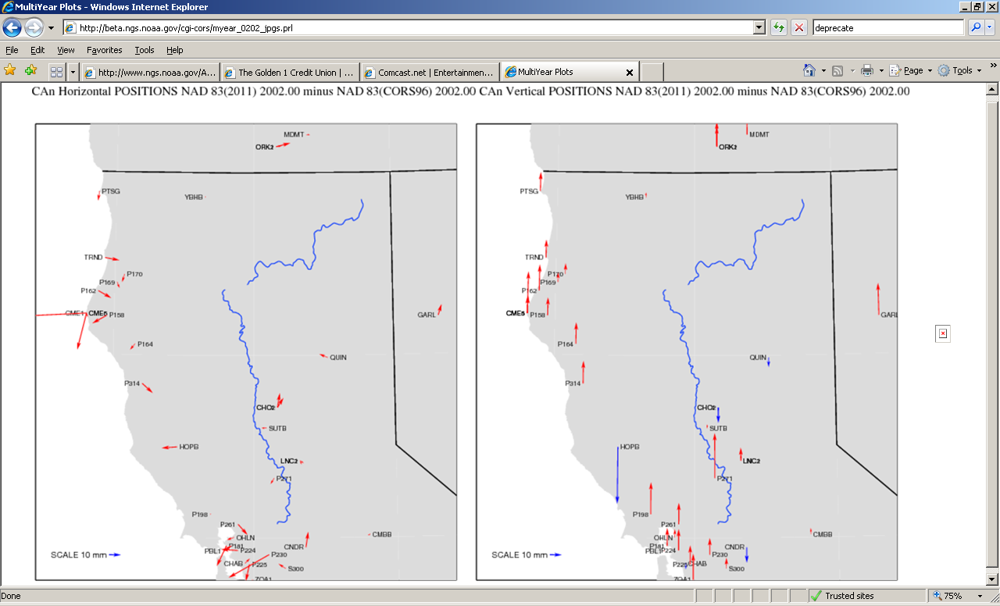 MultiYear Plots - Windows Internet Explorer
http://beta.ngs.noaa.gov/cgi-cors/myear_0202_jpgs.prl
deprecate
File Edit View Favorites Tools Help
http://www.ngs.noaa.gov/A... The Golden 1 Credit Union | ... Comcast.net | Entertainmen... MultiYear Plots Page Tools
CAn Horizontal POSITIONS NAD 83(2011) 2002.00 minus NAD 83(CORS96) 2002.00 CAn Vertical POSITIONS NAD 83(2011) 2002.00 minus NAD 83(CORS96) 2002.00
MDMT
ORK2
PTSG
YBHB
TRND
P170
P169
P162
CME1 CME5 P158
GARL
P164
QUIN
P314
CHO2
SUTB
HOPB
LNC2
P271
P198
P261
OHLN
CMBB
P181
CNDR
PBL1
P224
P230
SCALE 10 mm
CHAB
P225
S300
ZOA1
MDMT
ORK2
PTSG
YBHB
TRND
P170
P169
P162
CME5 P158
GARL
P164
QUIN
P314
CHO2
SUTB
HOPB
LNC2
P271
P198
P261
OHLN
CMBB
P181
CNDR
PBL1 P224
P230
SCALE 10 mm
P225 CHAB
S300
ZOA1
Done Trusted sites 75%